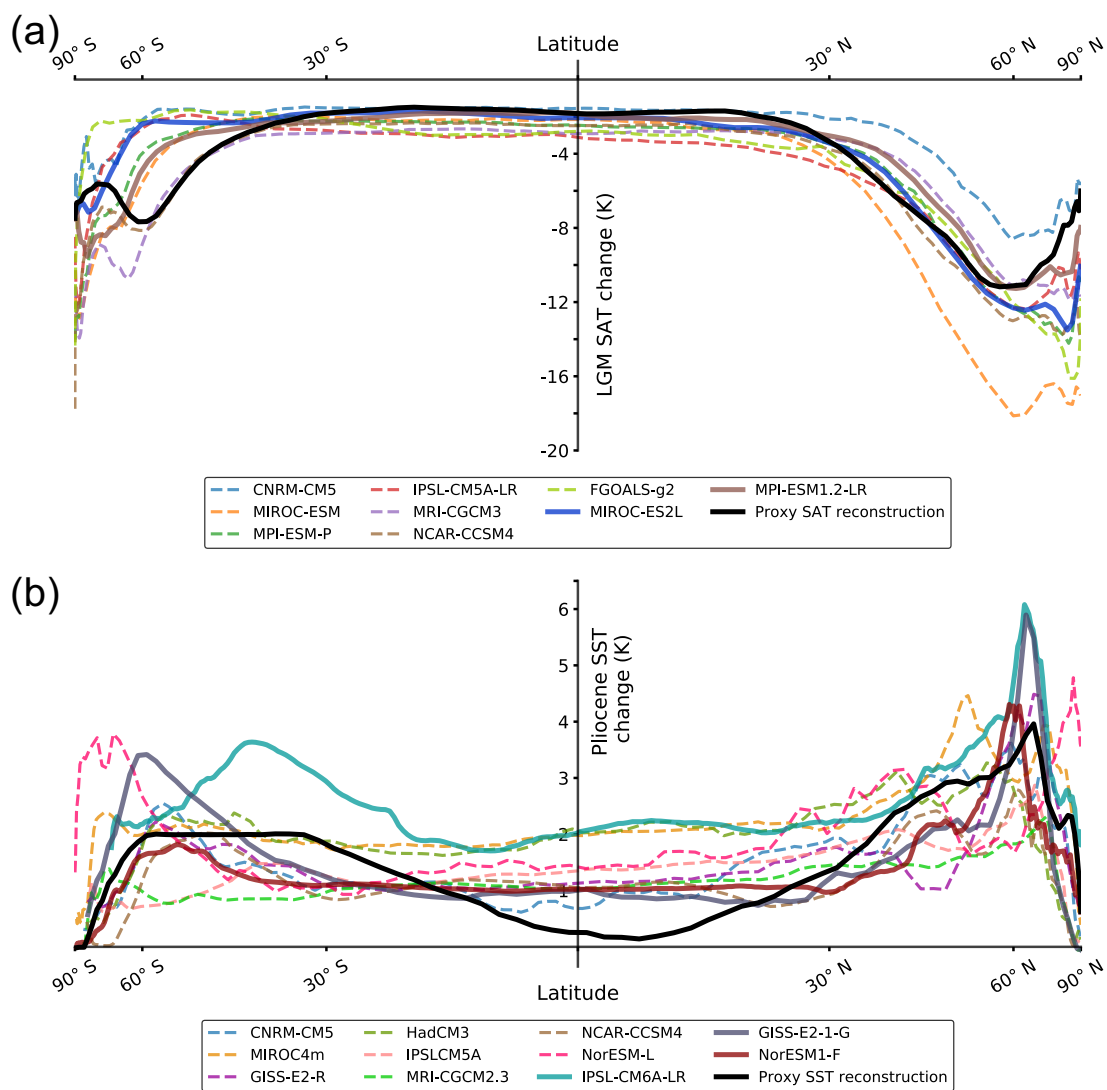 (a)
90° S
60° S
30° S
Latitude
30° N
60° N
90° N
-4
-8
-12
-16
-20
LGM SAT change (K)
CNRM-CM5
IPSL-CM5A-LR
FGOALS-g2
MPI-ESM1.2-LR
MIROC-ESM
MRI-CGCM3
MIROC-ES2L
Proxy SAT reconstruction
MPI-ESM-P
NCAR-CCSM4
(b)
6
5
4
3
2
1
Pliocene SST
change (K)
90° S
60° S
30° S
Latitude
30° N
60° N
90° N
CNRM-CM5
HadCM3
NCAR-CCSM4
GISS-E2-1-G
MIROC4m
IPSLCM5A
NorESM-L
NorESM1-F
GISS-E2-R
MRI-CGCM2.3
IPSL-CM6A-LR
Proxy SST reconstruction